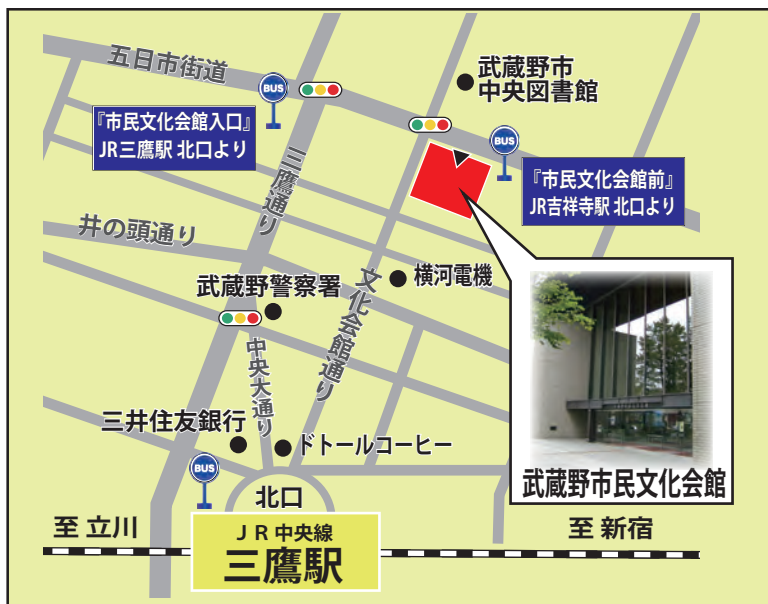 五日市街道
BUS
武蔵野市
中央図書館
『市民文化会館入口』
JR三鷹駅 北口より
BUS
『市民文化会館前』
JR吉祥寺駅 北口より
三鷹通り
井の頭通り
武蔵野警察署
文化会館通り
横河電機
中央大通り
三井住友銀行
ドトールコーヒー
武蔵野市民文化会館
BUS
北口
至 立川
JR中央線
三鷹駅
至 新宿